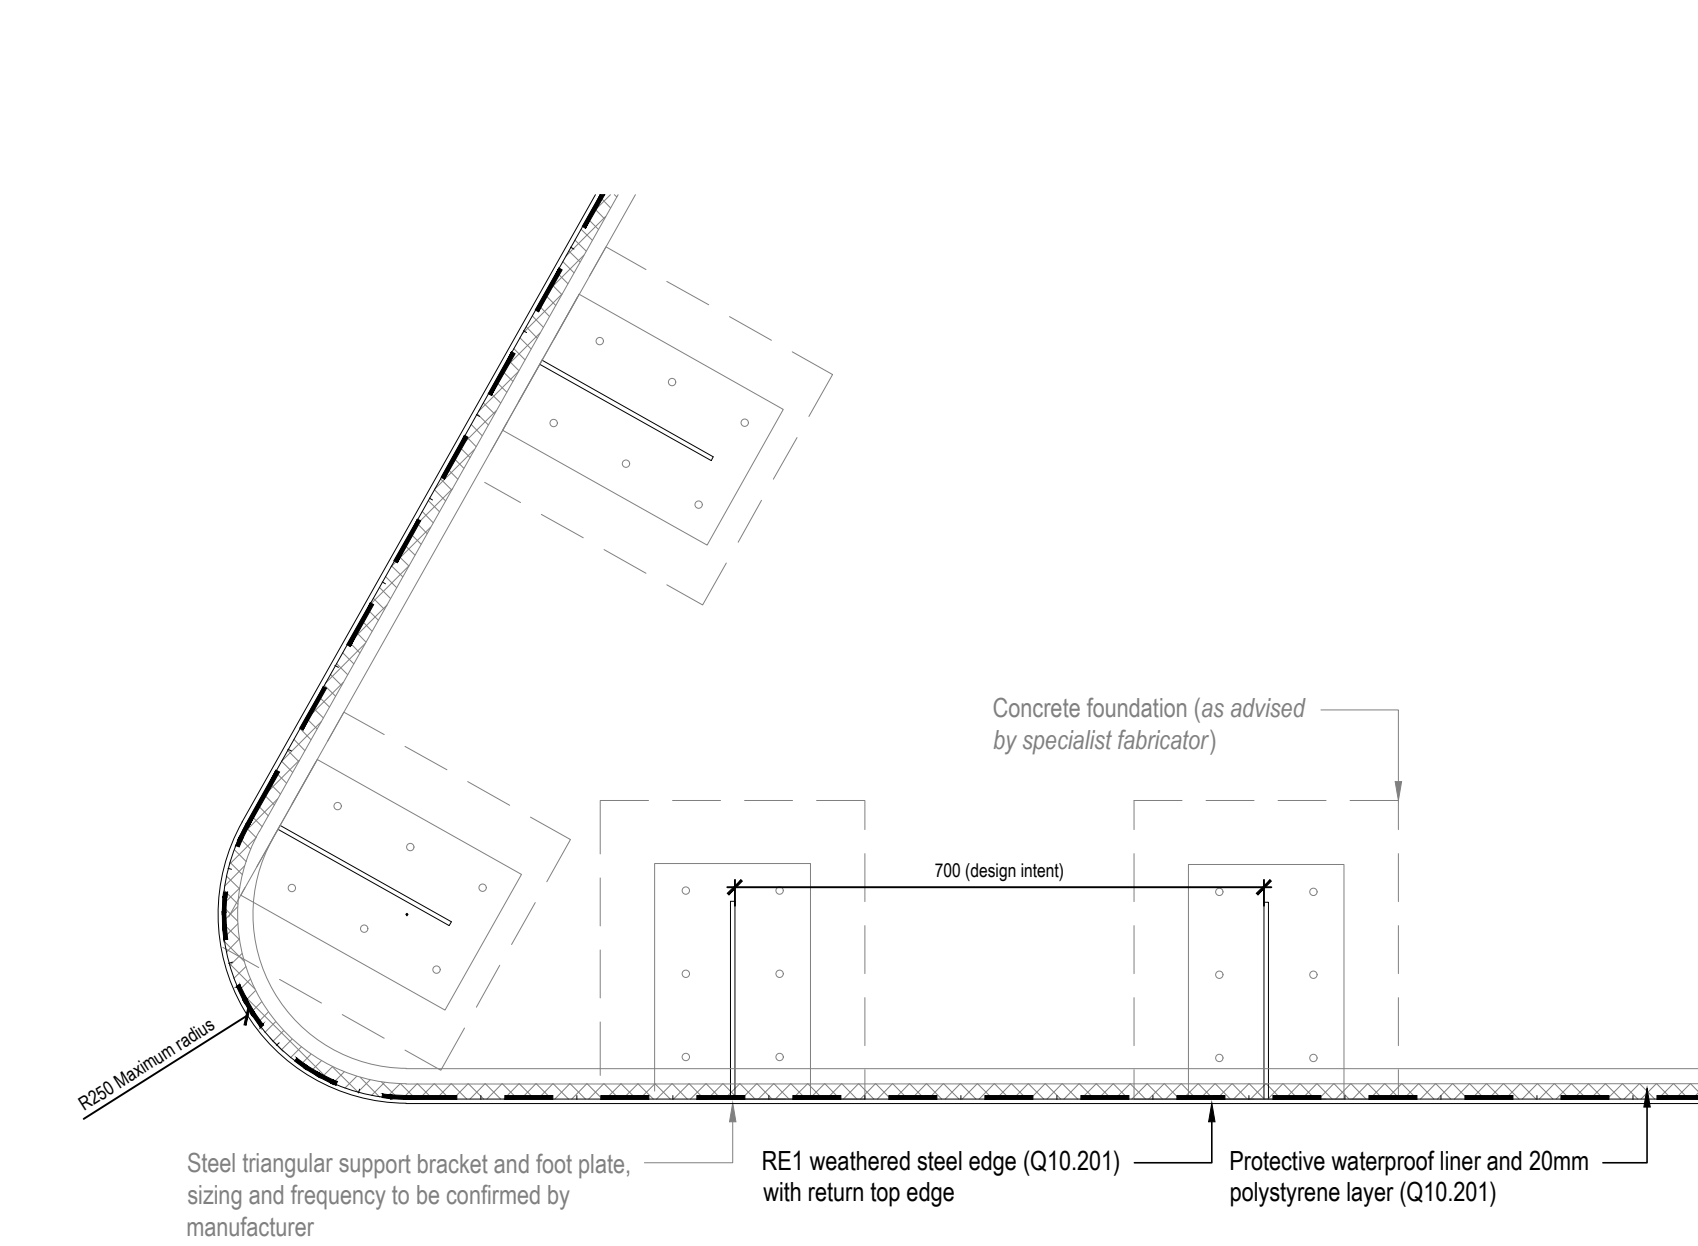 Concrete foundation (as advised
by specialist fabricator)
700 (design intent)
R250 Maximum radius
Steel triangular support bracket and foot plate,
sizing and frequency to be confirmed by
manufacturer
RE1 weathered steel edge (Q10.201)
with return top edge
Protective waterproof liner and 20mm
polystyrene layer (Q10.201)